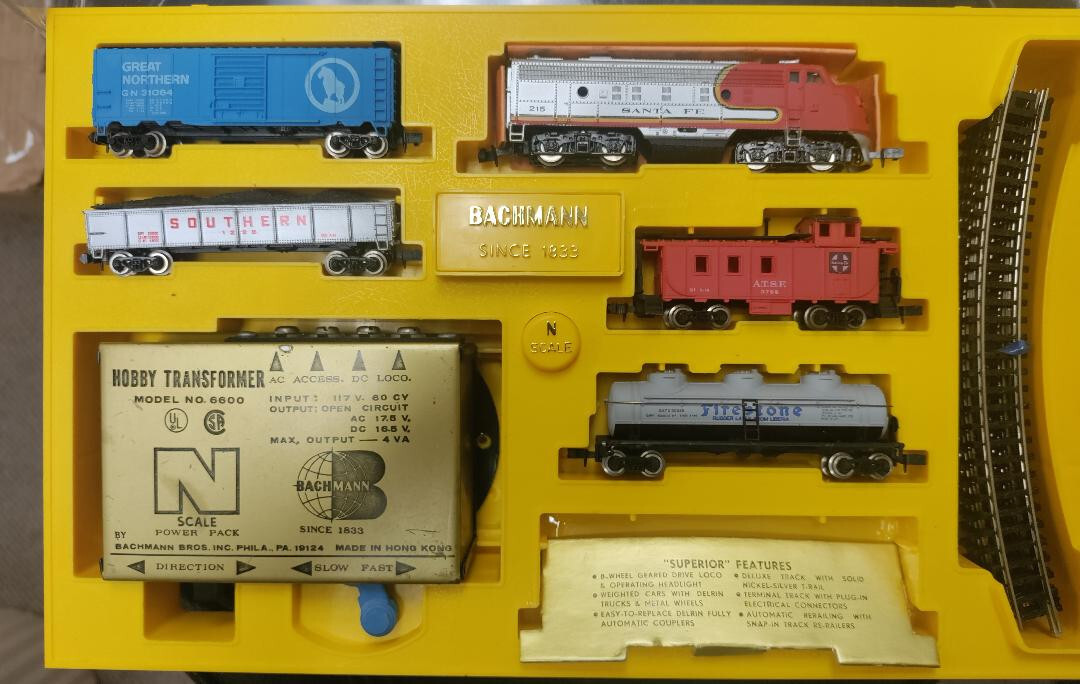 GREAT
NORTHERN
GN 31064
215
SANTA FE
SOUTHERN
BACHMANN
SINCE 1833
A.T.S.F.
N
SCALE
Firestone
HOBBY TRANSFORMER
MODEL NO. 6600
UL
AC ACCESS. DC LOCO.
INPUT: 117 V. 60 CY
OUTPUT: OPEN CIRCUIT
AC 17.5 V,
DC 16.5 V,
MAX, OUTPUT — 4 VA
N
SCALE
POWER PACK
BACHMANN
SINCE 1833
BY
BACHMANN BROS. INC. PHILA., PA. 19124 MADE IN HONG KONG
DIRECTION
SLOW FAST
"SUPERIOR" FEATURES
• 8-WHEEL GEARED DRIVE LOCO
& OPERATING HEADLIGHT
• WEIGHTED CARS WITH DELRIN
TRUCKS & METAL WHEELS
• EASY-TO-REPLACE DELRIN FULLY
AUTOMATIC COUPLERS
• DELUXE TRACK WITH SOLID
NICKEL-SILVER T-RAIL
• TERMINAL TRACK WITH PLUG-IN
ELECTRICAL CONNECTORS
• AUTOMATIC RERAILING WITH
SNAP-IN TRACK RE-RAILERS